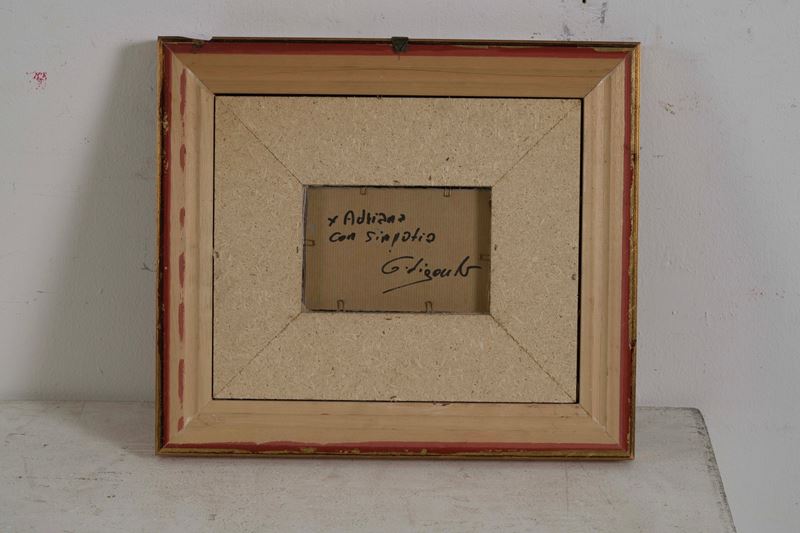 x Adriana
con simpatia